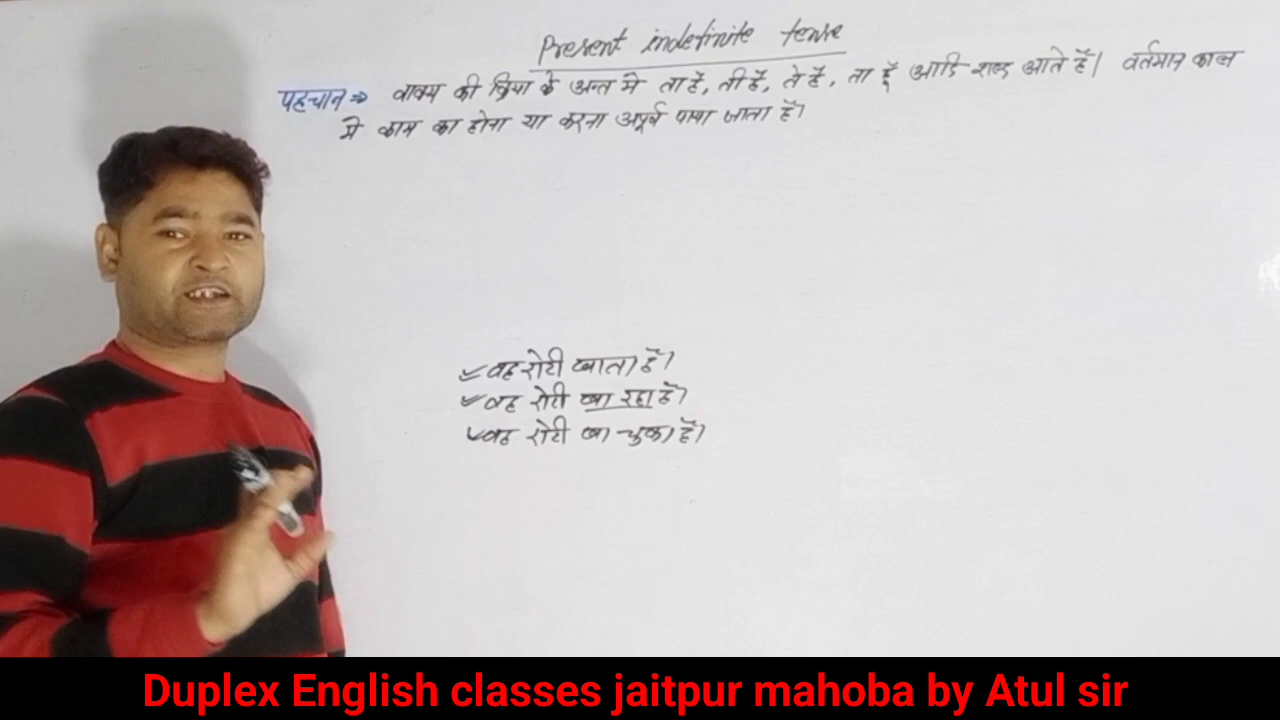 Present indefinite tense
पहचान⇒ वाक्य की क्रिया के अन्त मे ता है, ती है, ते है, ता हूँ आदि शब्द आते हैं। वर्तमान काल
मे काम का होना या करना अपूर्व पाया जाता है।
वह रोटी खाता है।
वह रोटी खा रहा है।
वह रोटी खा चुका है।
Duplex English classes jaitpur mahoba by Atul sir